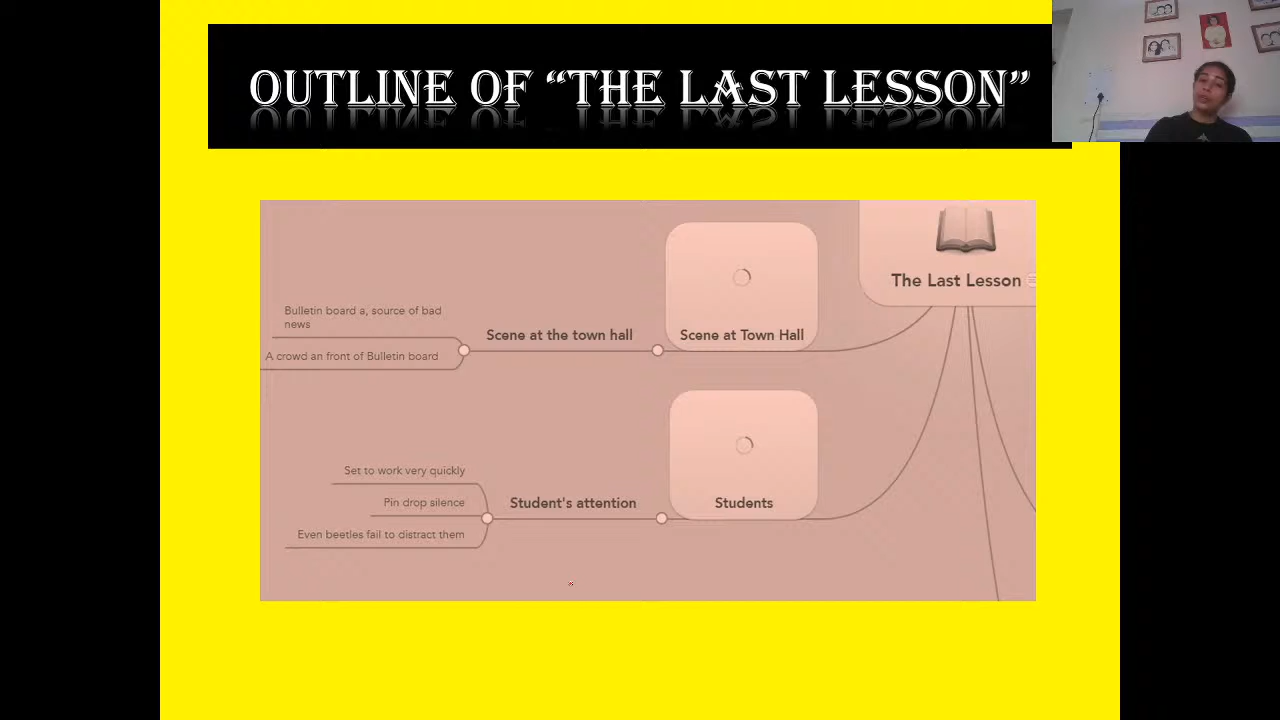 OUTLINE OF “THE LAST LESSON”
The Last Lesson
Scene at Town Hall
Scene at the town hall
Bulletin board a, source of bad
news
A crowd an front of Bulletin board
Students
Student's attention
Set to work very quickly
Pin drop silence
Even beetles fail to distract them